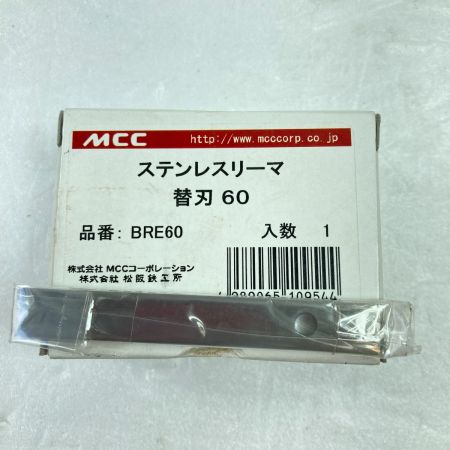 MCC http://www.mcccorp.co.jp
ステンレスリーマ
替刃 60
品番: BRE60 入数 1
株式会社 MCCコーポレーション
株式会社 松阪鉄工所
4989065 109544